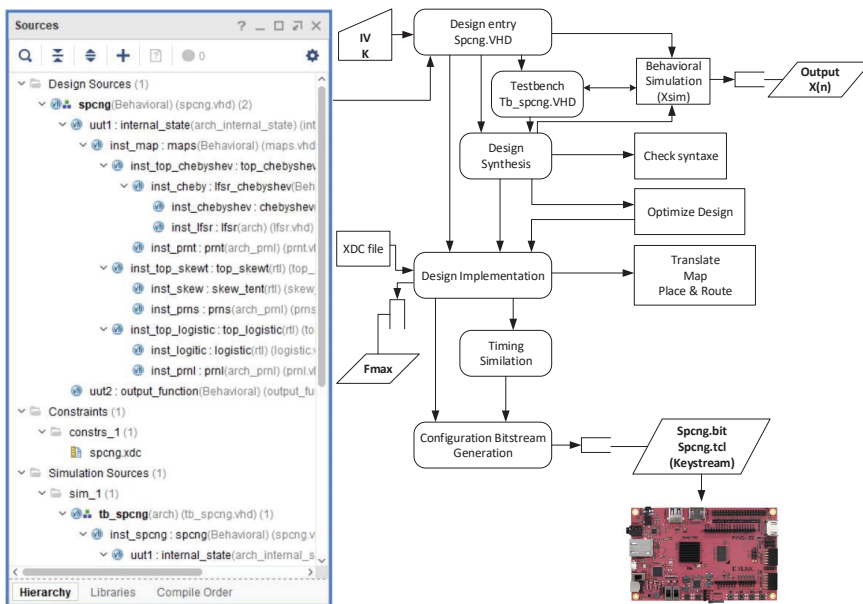 Sources
? _ □ X
0
Design Sources (1)
spcng(Behavioral) (spcng.vhd) (2)
uut1 : internal_state(arch_internal_state) (int
inst_map : maps(Behavioral) (maps.vhd
inst_top_chebyshev : top_chebyshev
inst_cheby : lfsr_chebyshev(Beh
inst_chebyshev : chebyshev
inst_lfsr : lfsr(arch) (lfsr.vhd)
inst_prnt : prnt(arch_prnl) (prnt.vl
inst_top_skewt : top_skewt(rtl) (top_
inst_skew : skew_tent(rtl) (skew_
inst_prns : prns(arch_prnl) (prns
inst_top_logistic : top_logistic(rtl) (to
inst_logitic : logistic(rtl) (logistic.v
inst_prnl : prnl(arch_prnl) (prnl.vl
uut2 : output_function(Behavioral) (output_fu
Constraints (1)
constrs_1 (1)
spcng.xdc
Simulation Sources (1)
sim_1 (1)
tb_spcng(arch) (tb_spcng.vhd) (1)
inst_spcng : spcng(Behavioral) (spcng.v
uut1 : internal_state(arch_internal_s
Hierarchy Libraries Compile Order
IV
K
Design entry
Spcng.VHD
Testbench
Tb_spcng.VHD
Behavioral
Simulation
(Xsim)
Output
X(n)
Design
Synthesis
Check syntaxe
Optimize Design
XDC file
Design Implementation
Translate
Map
Place & Route
Fmax
Timing
Similation
Configuration Bitstream
Generation
Spcng.bit
Spcng.tcl
(Keystream)
XILINX